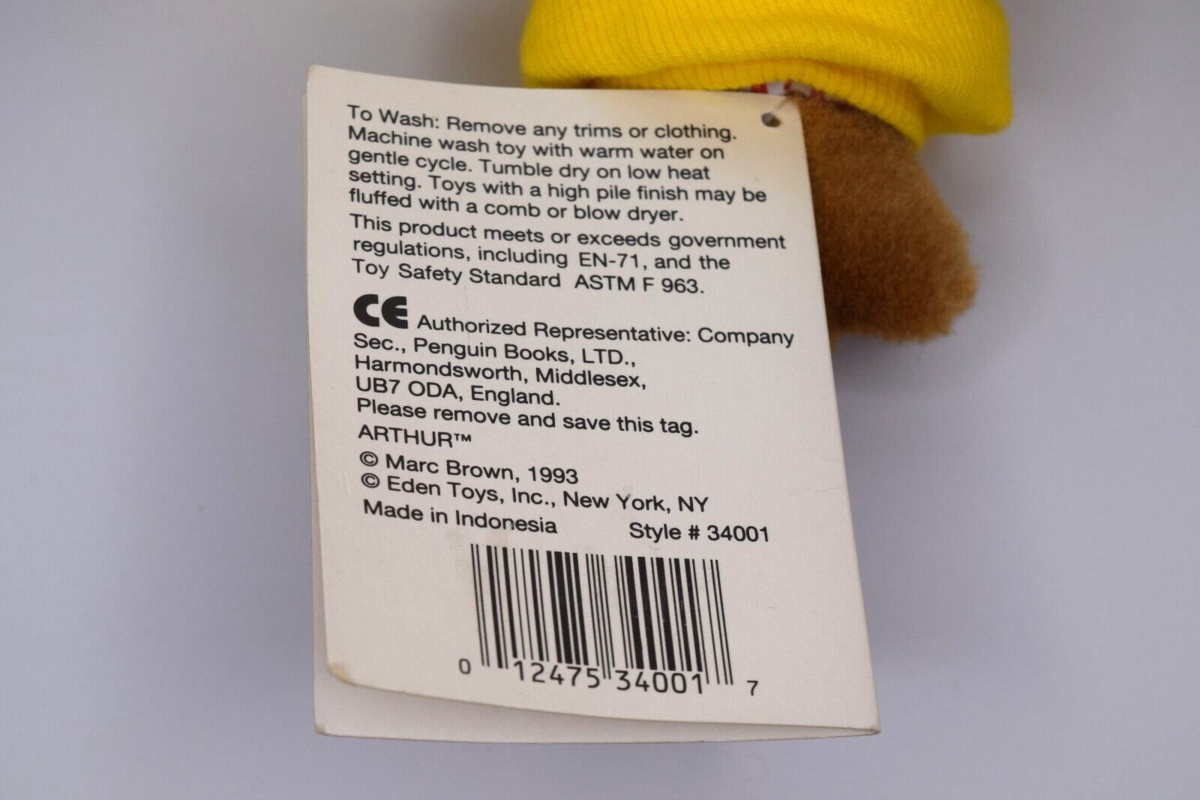 To Wash: Remove any trims or clothing.
Machine wash toy with warm water on
gentle cycle. Tumble dry on low heat
setting. Toys with a high pile finish may be
fluffed with a comb or blow dryer.
This product meets or exceeds government
regulations, including EN-71, and the
Toy Safety Standard ASTM F 963.
CE Authorized Representative: Company
Sec., Penguin Books, LTD.,
Harmondsworth, Middlesex,
UB7 ODA, England.
Please remove and save this tag.
ARTHUR™
© Marc Brown, 1993
© Eden Toys, Inc., New York, NY
Made in Indonesia Style # 34001
0 12475 34001 7